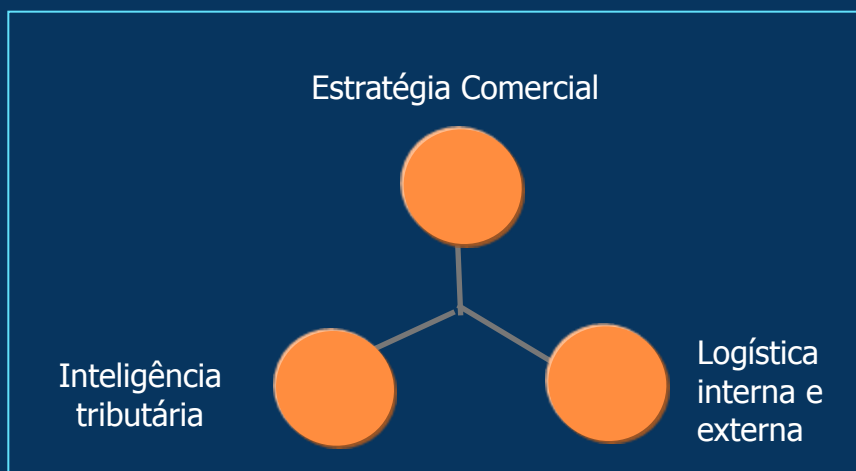 Estratégia Comercial
Inteligência
tributária
Logística
interna e
externa